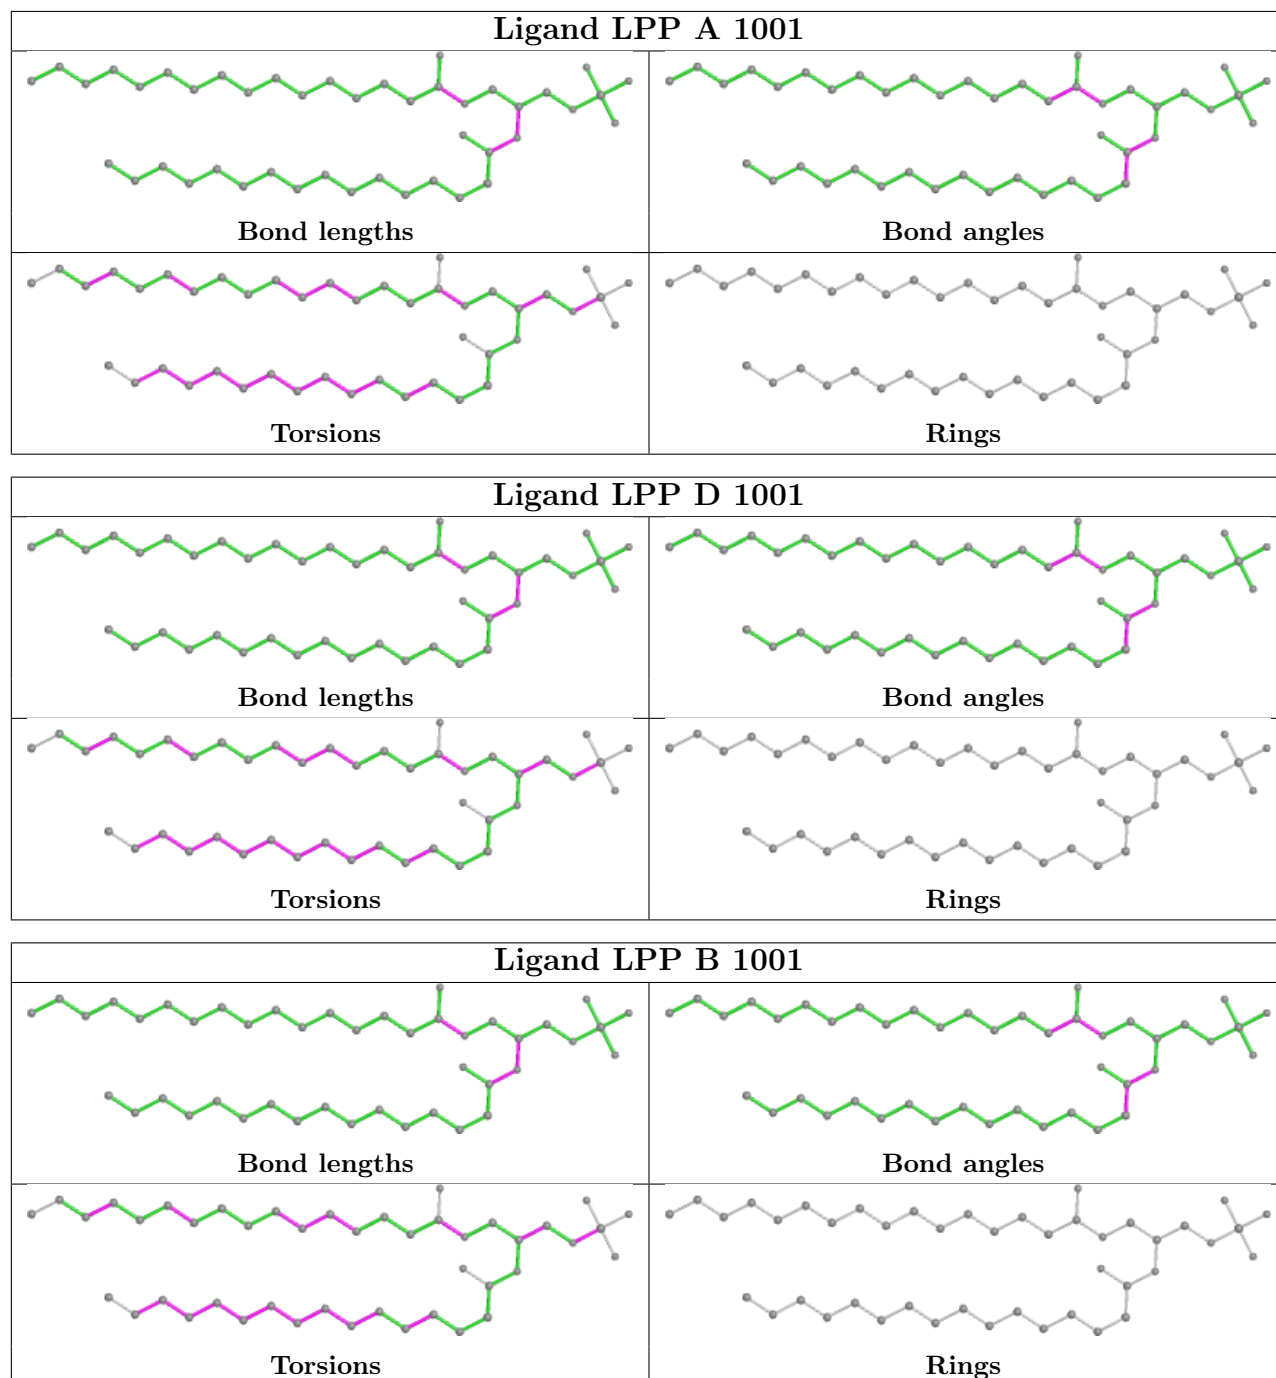 Ligand LPP A 1001
Bond lengths
Bond angles
Torsions
Rings
Ligand LPP D 1001
Bond lengths
Bond angles
Torsions
Rings
Ligand LPP B 1001
Bond lengths
Bond angles
Torsions
Rings